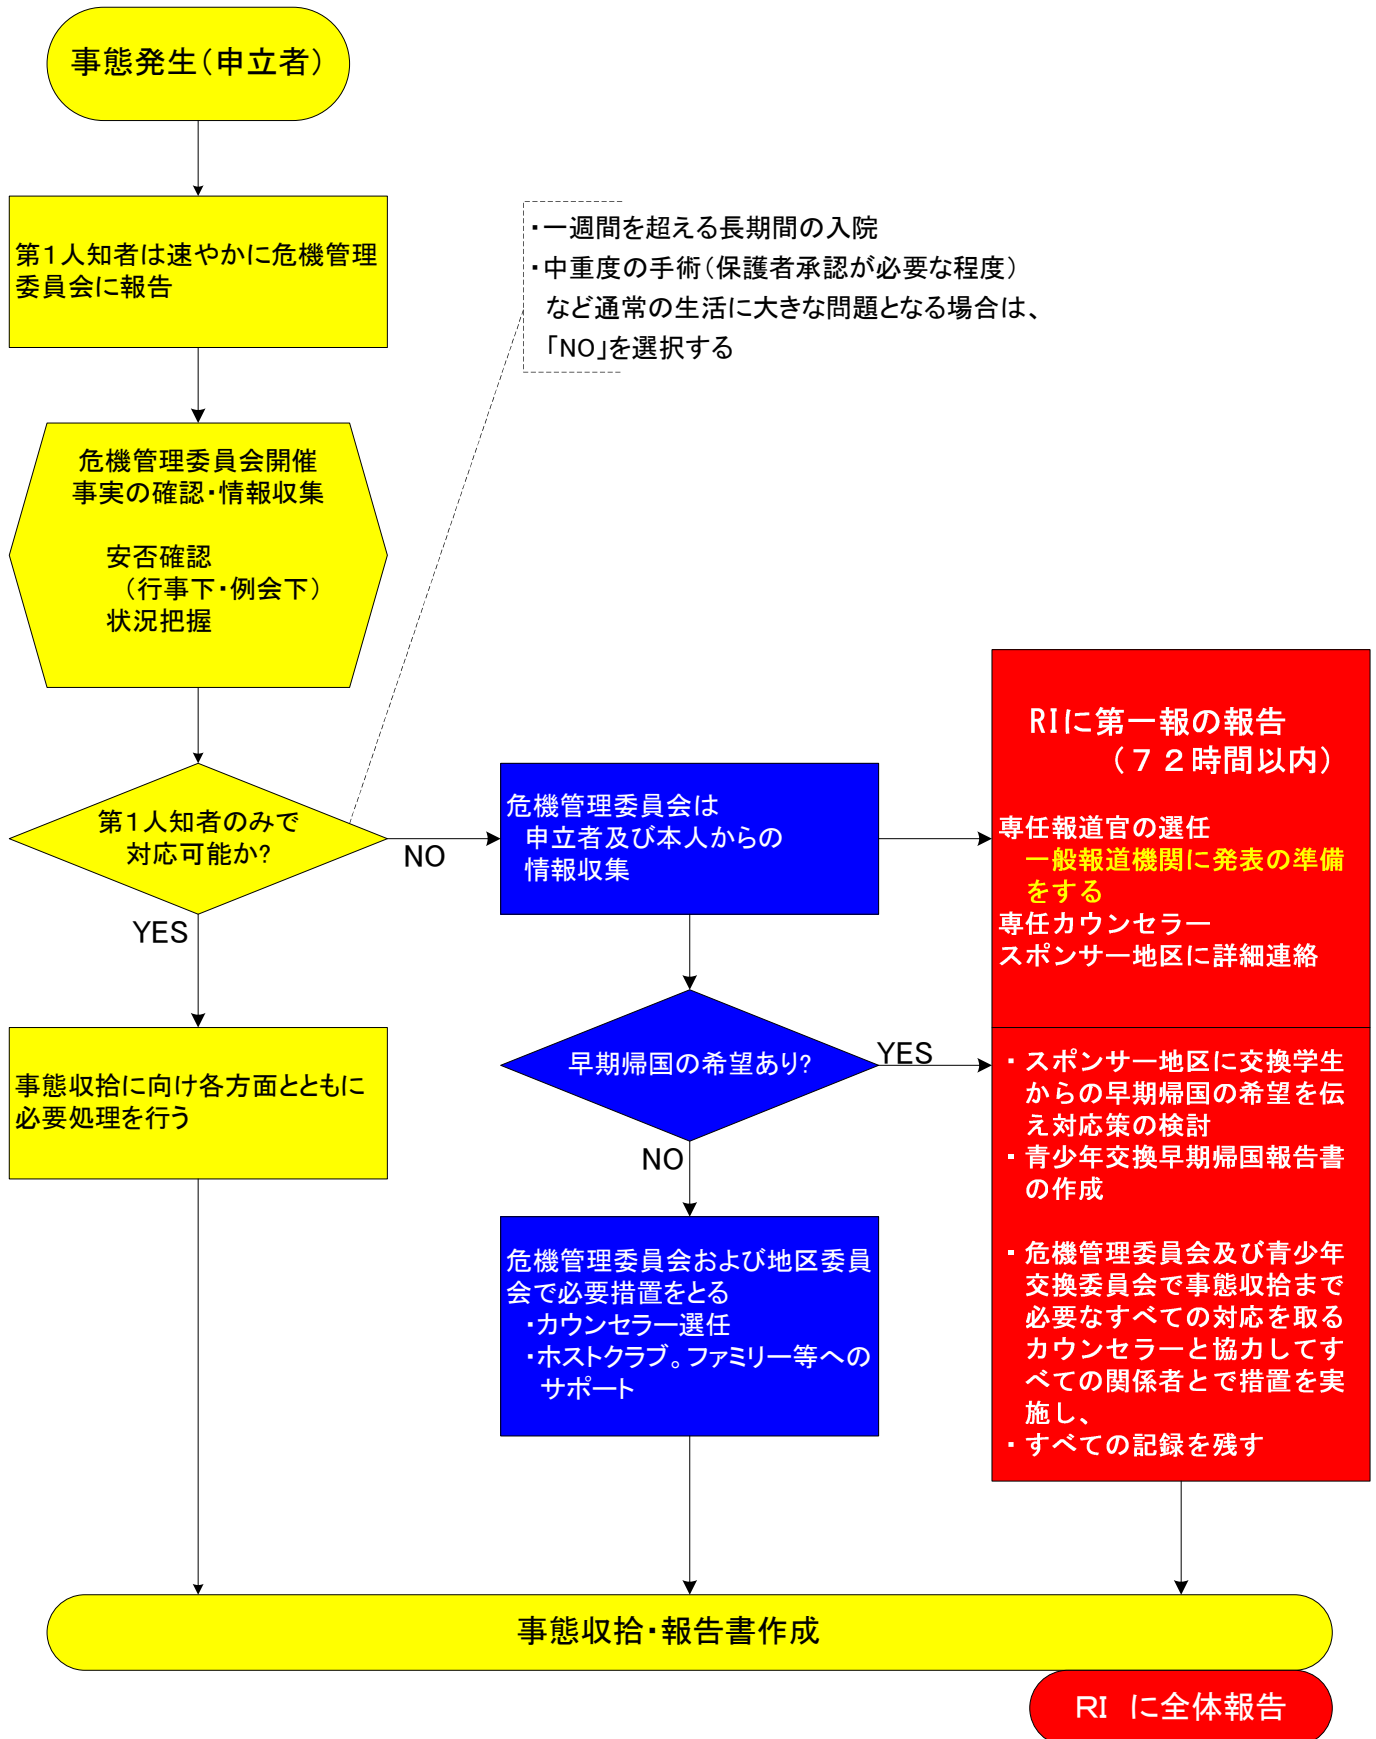 事態発生（申立者）
第１人知者は速やかに危機管理
委員会に報告
・一週間を超える長期間の入院
・中重度の手術（保護者承認が必要な程度）
など通常の生活に大きな問題となる場合は、
「NO」を選択する
危機管理委員会開催
事実の確認・情報収集
安否確認
（行事下・例会下）
状況把握
第１人知者のみで
対応可能か?
NO
YES
危機管理委員会は
申立者及び本人からの
情報収集
RIに第一報の報告
（７２時間以内）
専任報道官の選任
一般報道機関に発表の準備
をする
専任カウンセラー
スポンサー地区に詳細連絡
事態収拾に向け各方面とともに
必要処理を行う
早期帰国の希望あり?
YES
NO
・スポンサー地区に交換学生
からの早期帰国の希望を伝
え対応策の検討
・青少年交換早期帰国報告書
の作成
・危機管理委員会及び青少年
交換委員会で事態収拾まで
必要なすべての対応を取る
カウンセラーと協力してす
べての関係者とで措置を実
施し、
・すべての記録を残す
危機管理委員会および地区委員
会で必要措置をとる
・カウンセラー選任
・ホストクラブ。ファミリー等への
サポート
事態収拾・報告書作成
RI　に全体報告